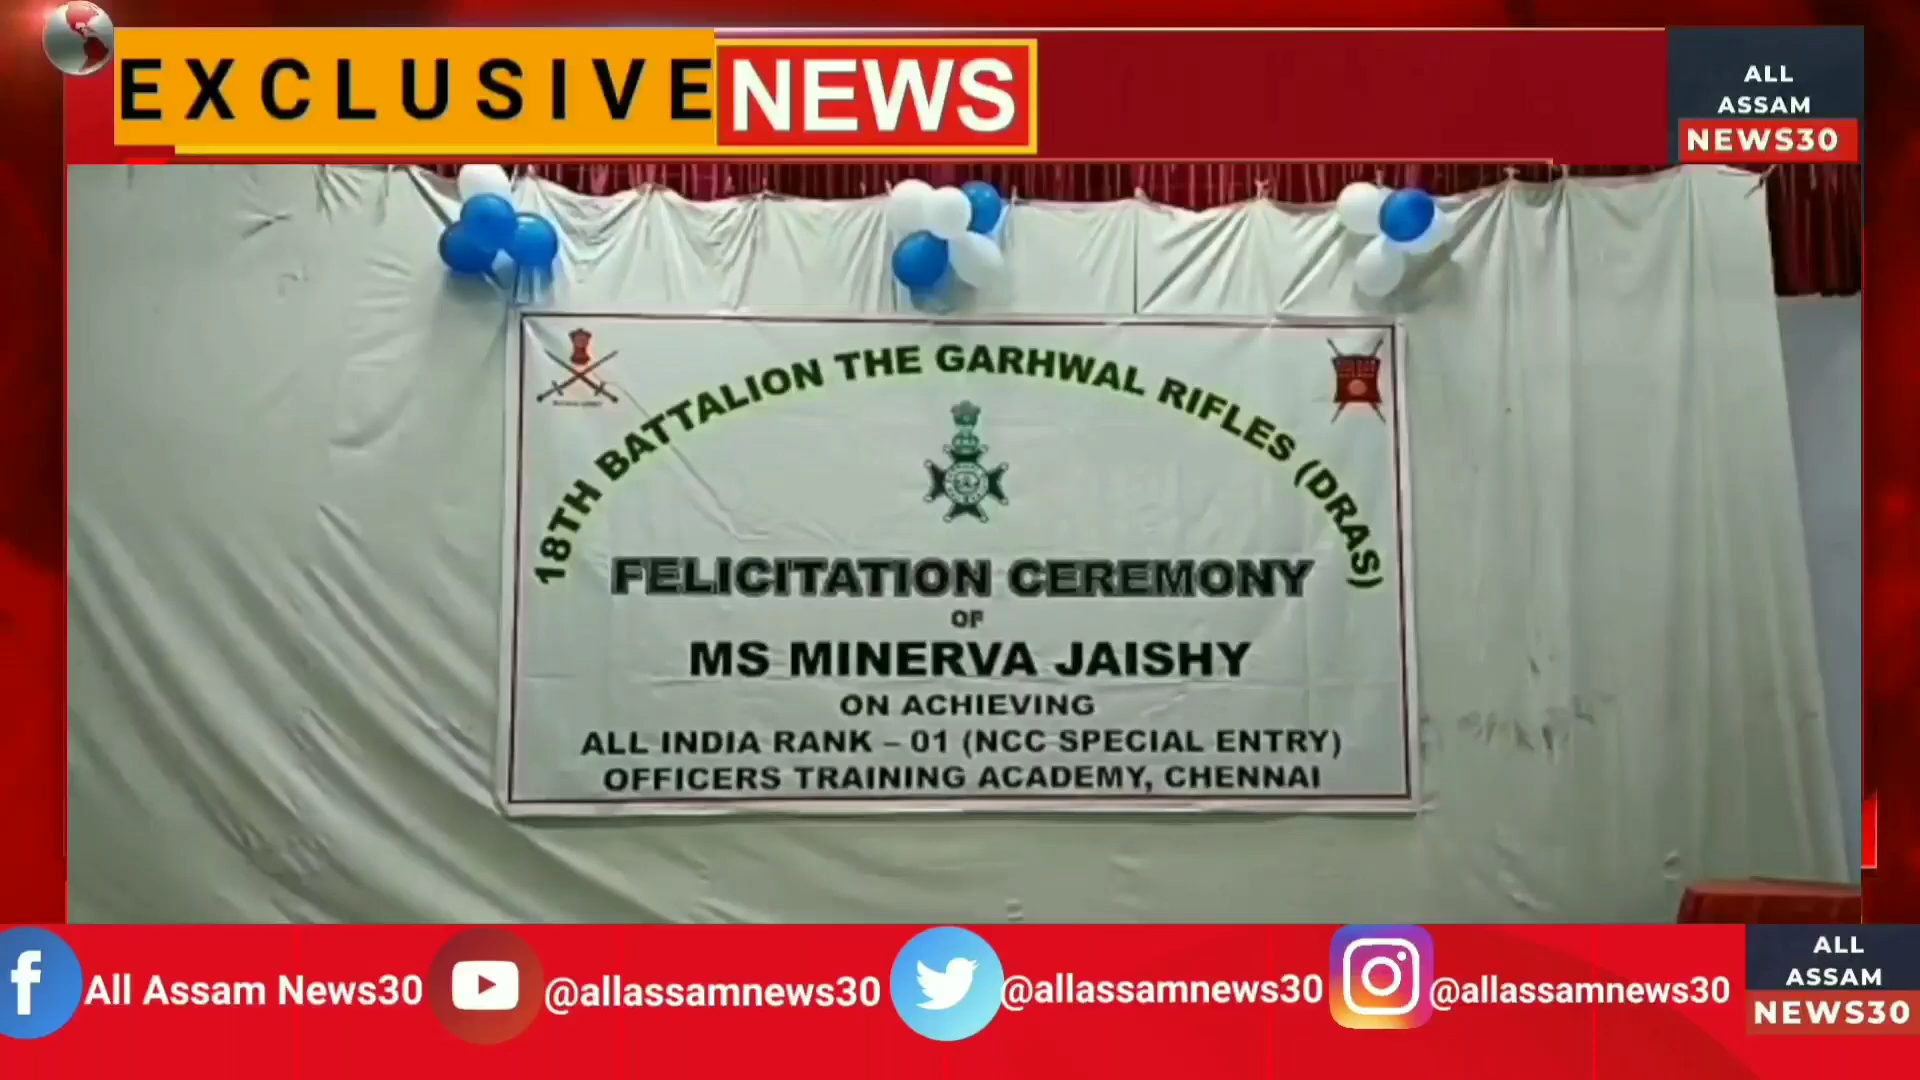 EXCLUSIVE NEWS
ALL
ASSAM
NEWS30
18TH BATTALION THE GARHWAL RIFLES (DRAS)
FELICITATION CEREMONY
OF
MS MINERVA JAISHY
ON ACHIEVING
ALL INDIA RANK – 01 (NCC SPECIAL ENTRY)
OFFICERS TRAINING ACADEMY, CHENNAI
All Assam News30
@allassamnews30
@allassamnews30
@allassamnews30
ALL
ASSAM
NEWS30